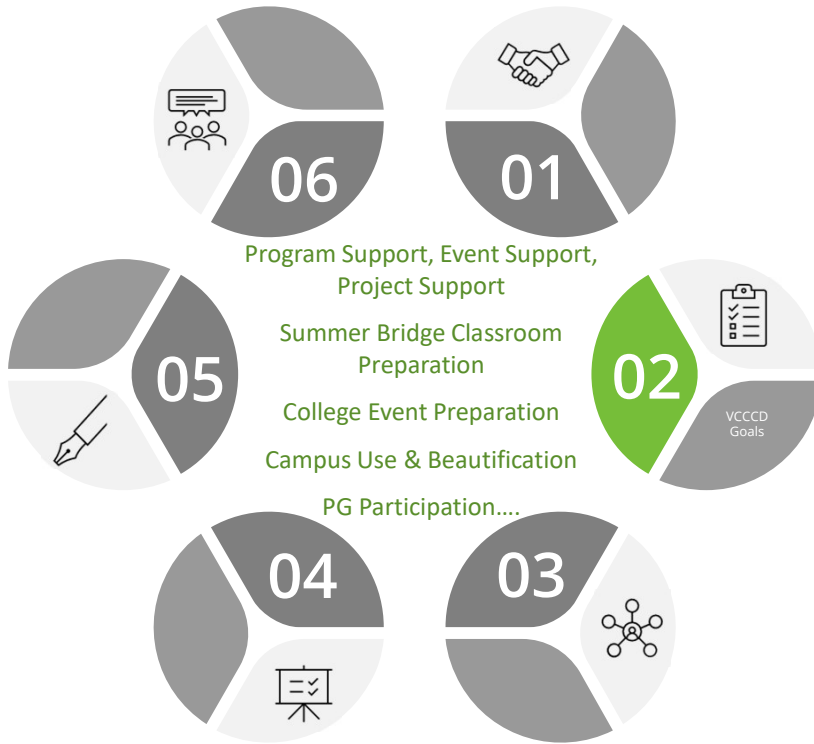 06
01
Program Support, Event Support,
Project Support
Summer Bridge Classroom
Preparation
College Event Preparation
Campus Use & Beautification
PG Participation....
05
02
VCCCD
Goals
04
03